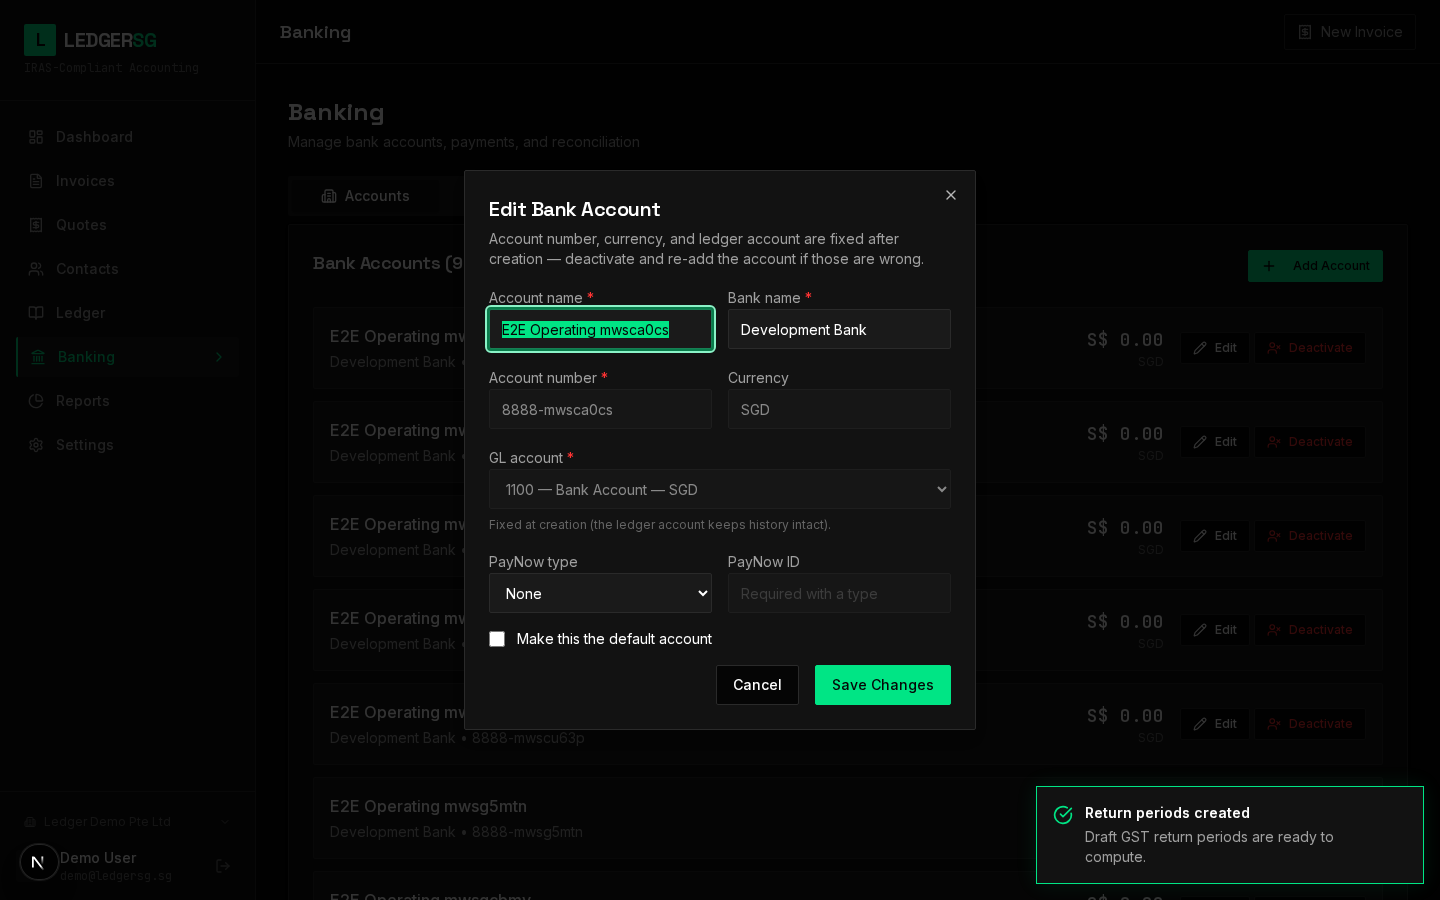 L LEDGERSG
IRAS-Compliant Accounting
Dashboard
Invoices
Quotes
Contacts
Ledger
Banking
Reports
Settings
Ledger Demo Pte Ltd
N
Demo User
demo@ledgersg.sg
Banking
New Invoice
Banking
Manage bank accounts, payments, and reconciliation
Accounts
Bank Accounts (9
Add Account
E2E Operating mw
Development Bank •
S$ 0.00
SGD
Edit
Deactivate
E2E Operating mw
Development Bank •
S$ 0.00
SGD
Edit
Deactivate
E2E Operating mw
Development Bank •
S$ 0.00
SGD
Edit
Deactivate
E2E Operating mw
Development Bank •
S$ 0.00
SGD
Edit
Deactivate
E2E Operating mw
Development Bank • 8888-mwscu63p
S$ 0.00
SGD
Edit
Deactivate
E2E Operating mwsg5mtn
Development Bank • 8888-mwsg5mtn
Edit Bank Account
Account number, currency, and ledger account are fixed after
creation — deactivate and re-add the account if those are wrong.
Account name *
E2E Operating mwsca0cs
Bank name *
Development Bank
Account number *
8888-mwsca0cs
Currency
SGD
GL account *
1100 — Bank Account — SGD
Fixed at creation (the ledger account keeps history intact).
PayNow type
None
PayNow ID
Required with a type
Make this the default account
Cancel
Save Changes
Return periods created
Draft GST return periods are ready to
compute.